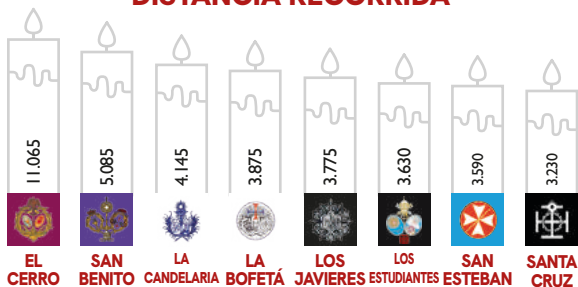 DISTANCIA RECORRIDA
11.065
5.085
4.145
3.875
3.775
3.630
3.590
3.230
EL CERRO
SAN BENITO
LA CANDELARIA
LA BOFETÁ
LOS JAVIERES
LOS ESTUDIANTES
SAN ESTEBAN
SANTA CRUZ